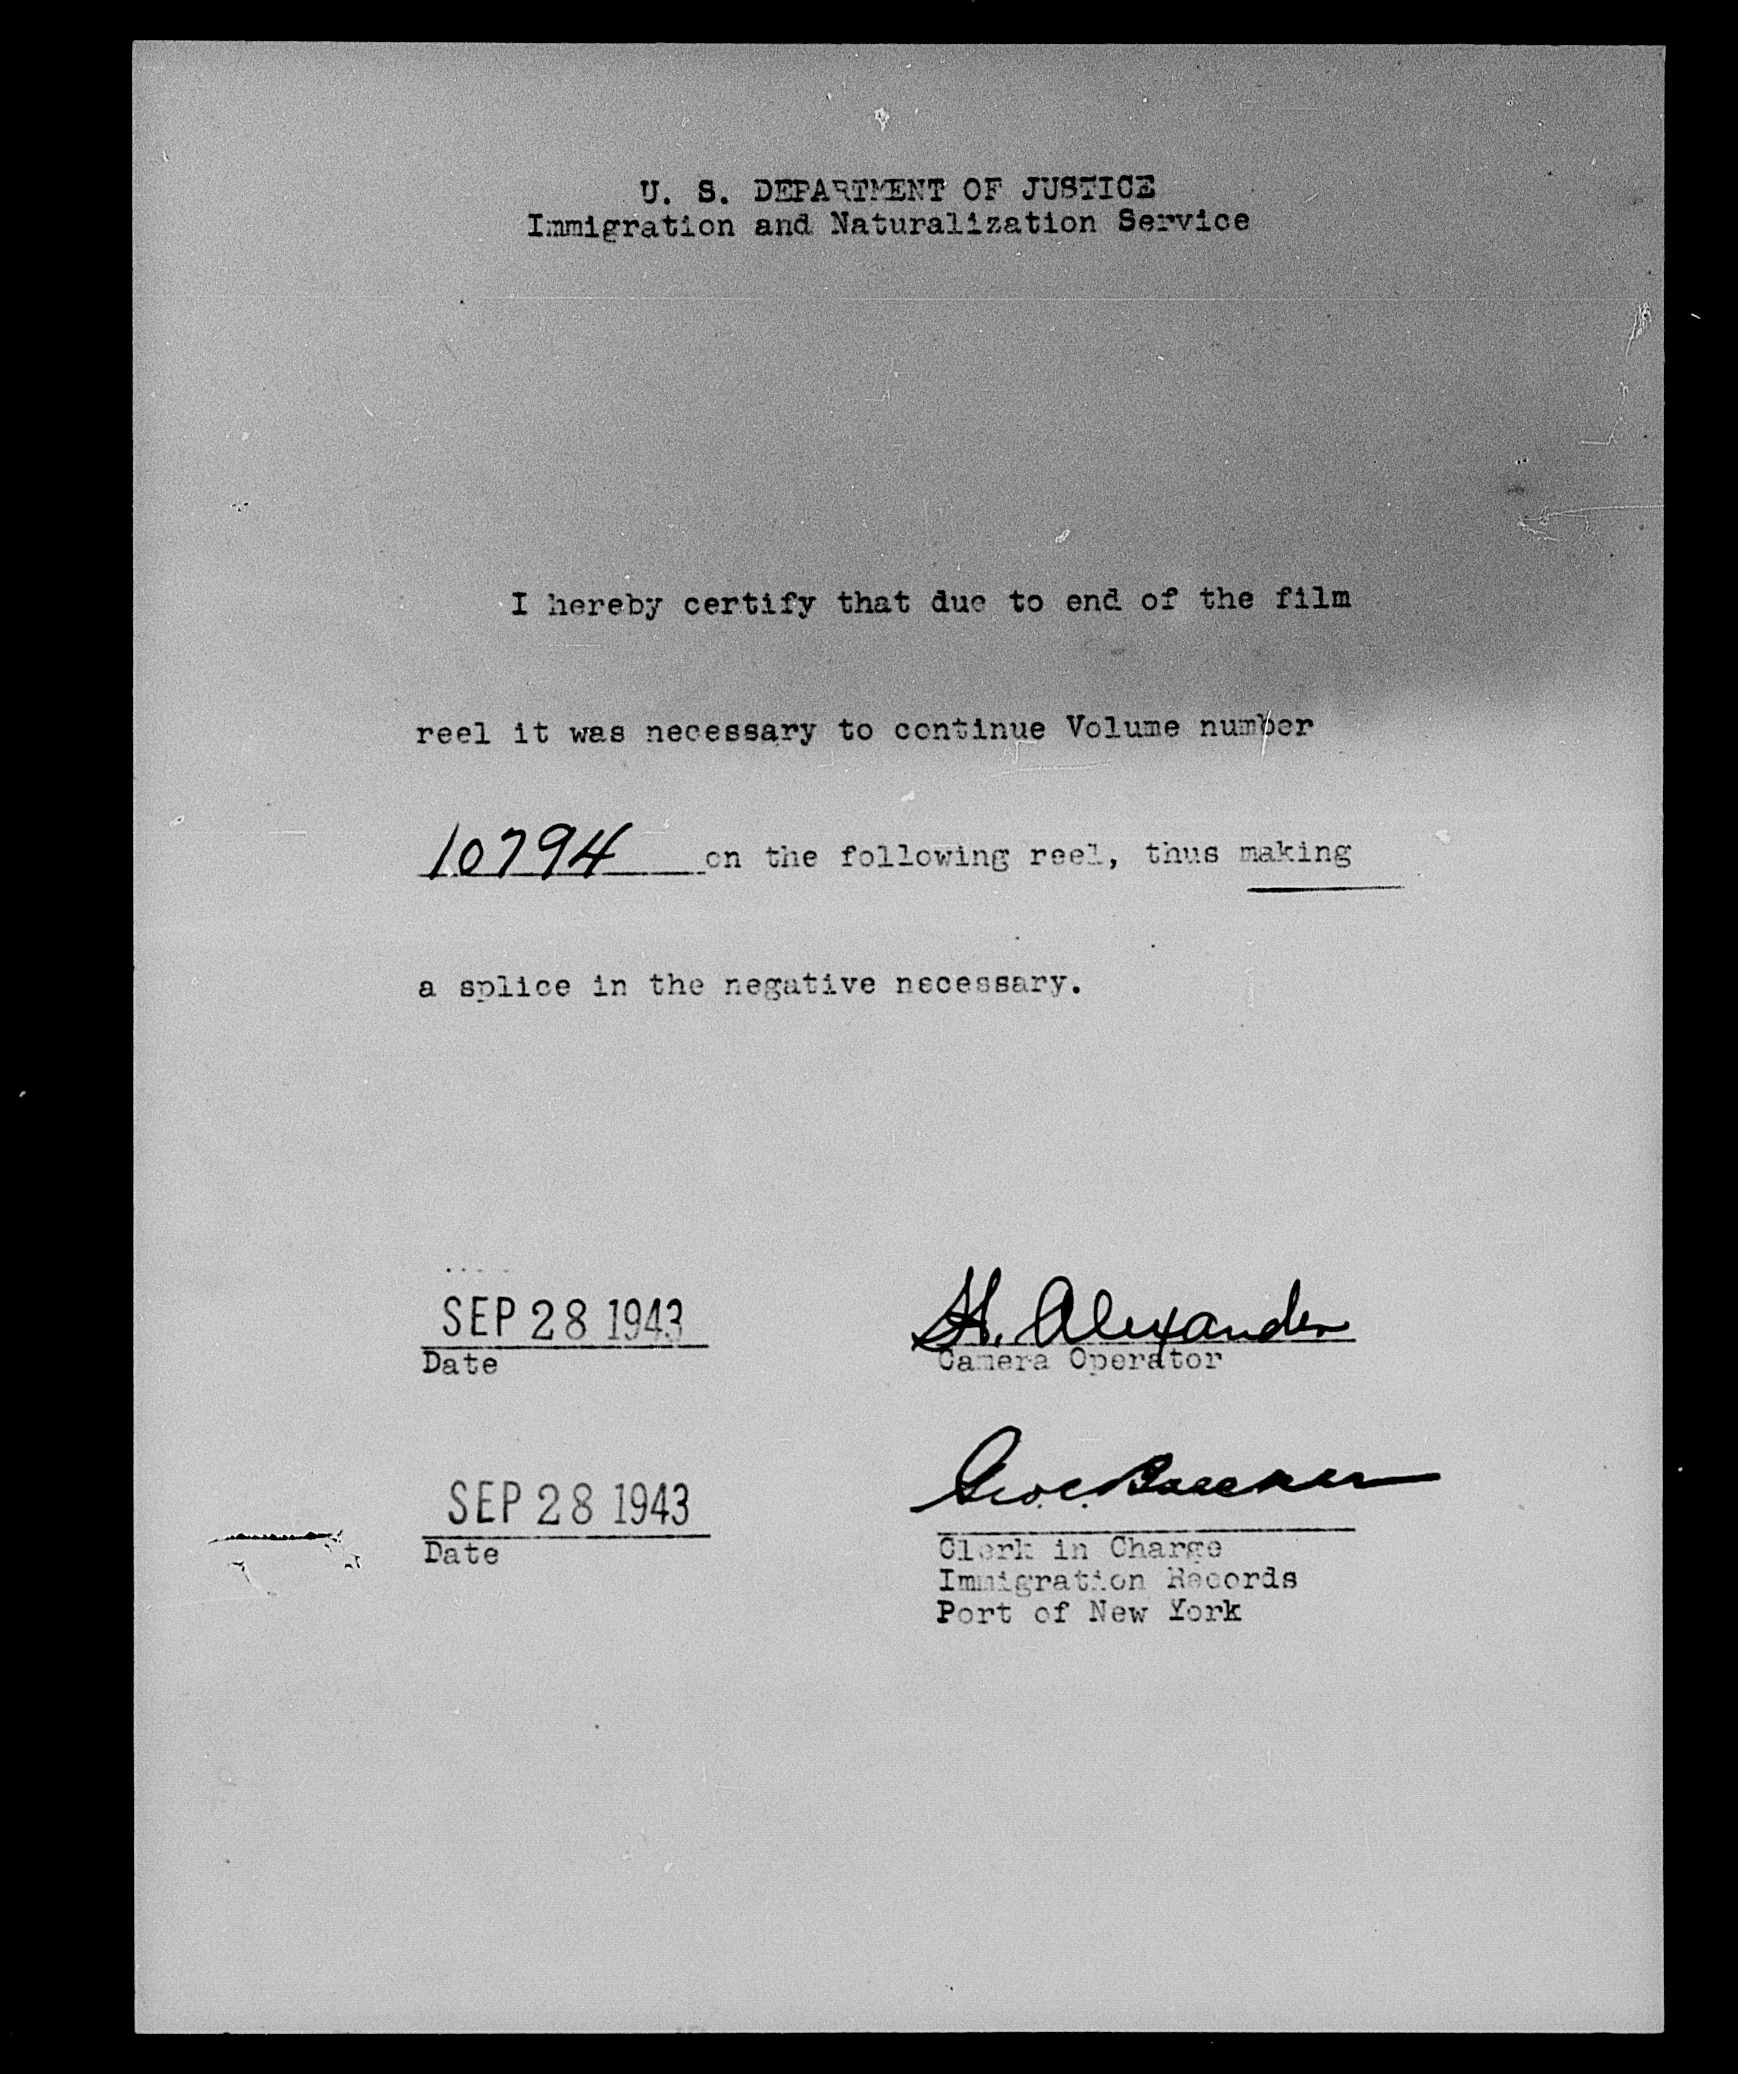 U. S. DEPARTMENT OF JUSTICE
Immigration and Naturalization Service
I hereby certify that due to end of the film
reel it was necessary to continue Volume number
10794 on the following reel, thus making
a splice in the negative necessary.
SEP 28 1943
Date
H. Alexander
Camera Operator
SEP 28 1943
Date
Geo. C.
Clerk in Charge
Immigration Records
Port of New York